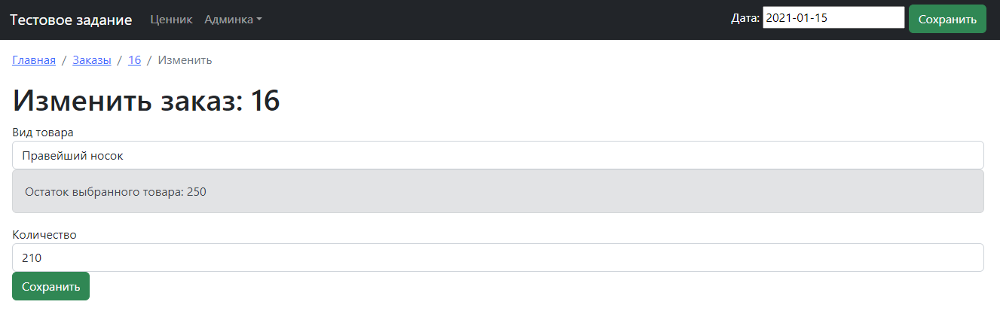 Тестовое задание Ценник Админка Дата: 2021-01-15 Сохранить
Главная / Заказы / 16 / Изменить
Изменить заказ: 16
Вид товара
Правейший носок
Остаток выбранного товара: 250
Количество
210
Сохранить